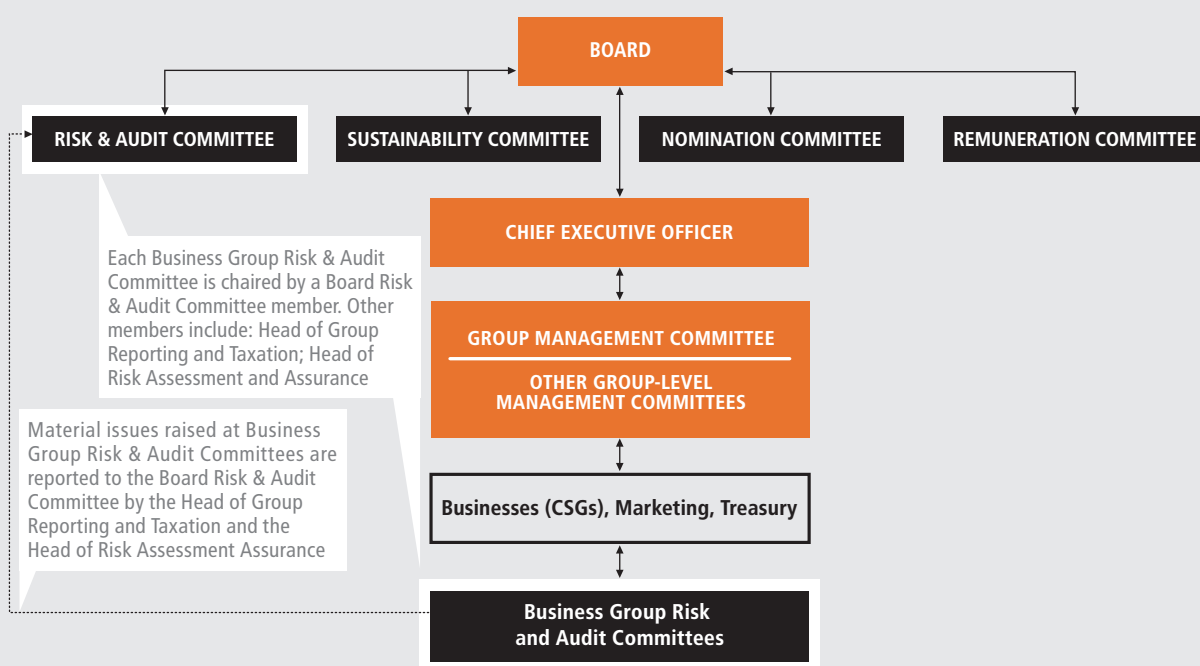 BOARD
RISK & AUDIT COMMITTEE
SUSTAINABILITY COMMITTEE
NOMINATION COMMITTEE
REMUNERATION COMMITTEE
CHIEF EXECUTIVE OFFICER
Each Business Group Risk & Audit
Committee is chaired by a Board Risk
& Audit Committee member. Other
members include: Head of Group
Reporting and Taxation; Head of
Risk Assessment and Assurance
GROUP MANAGEMENT COMMITTEE
OTHER GROUP-LEVEL
MANAGEMENT COMMITTEES
Material issues raised at Business
Group Risk & Audit Committees are
reported to the Board Risk & Audit
Committee by the Head of Group
Reporting and Taxation and the
Head of Risk Assessment Assurance
Businesses (CSGs), Marketing, Treasury
Business Group Risk
and Audit Committees